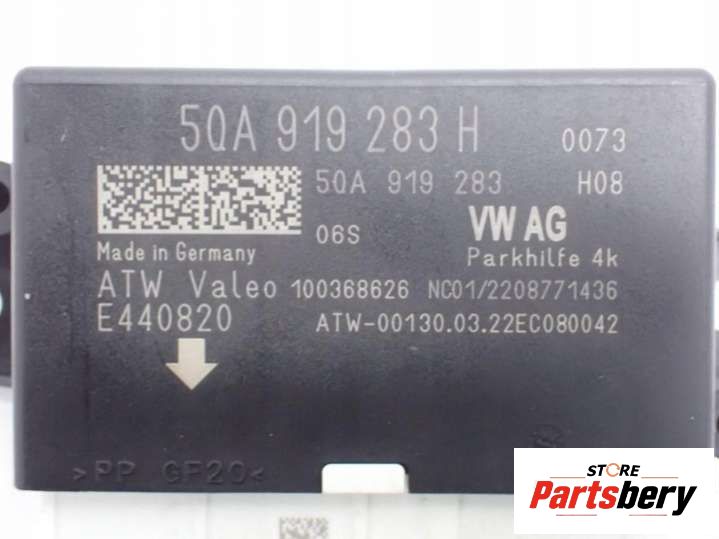 5QA 919 283 H 0073
5QA 919 283 H08
06S VW AG
Made in Germany Parkhilfe 4k
ATW Valeo 100368626 NC01/2208771436
E440820 ATW-00130.03.22EC080042
>PP GF20<
STORE
Partsbery